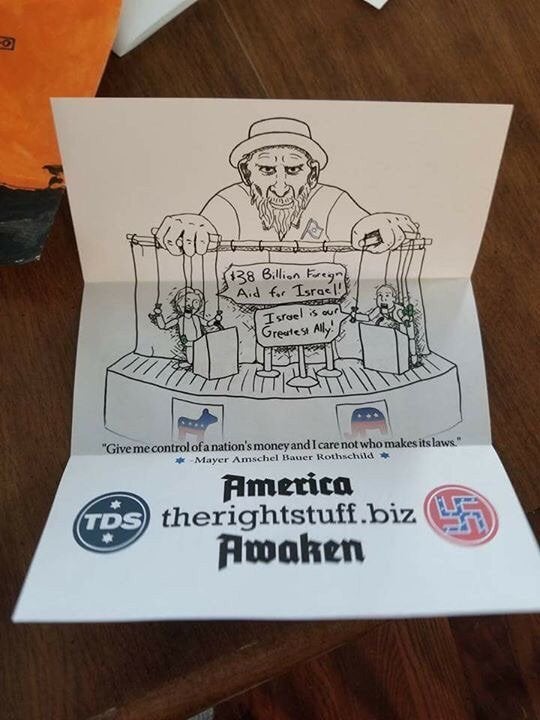 $38 Billion Foreign
Aid for Israel!
Israel is our
Greatest Ally!
"Give me control of a nation's money and I care not who makes its laws."
-Mayer Amschel Bauer Rothschild
America
TDS
therightstuff.biz
Awaken